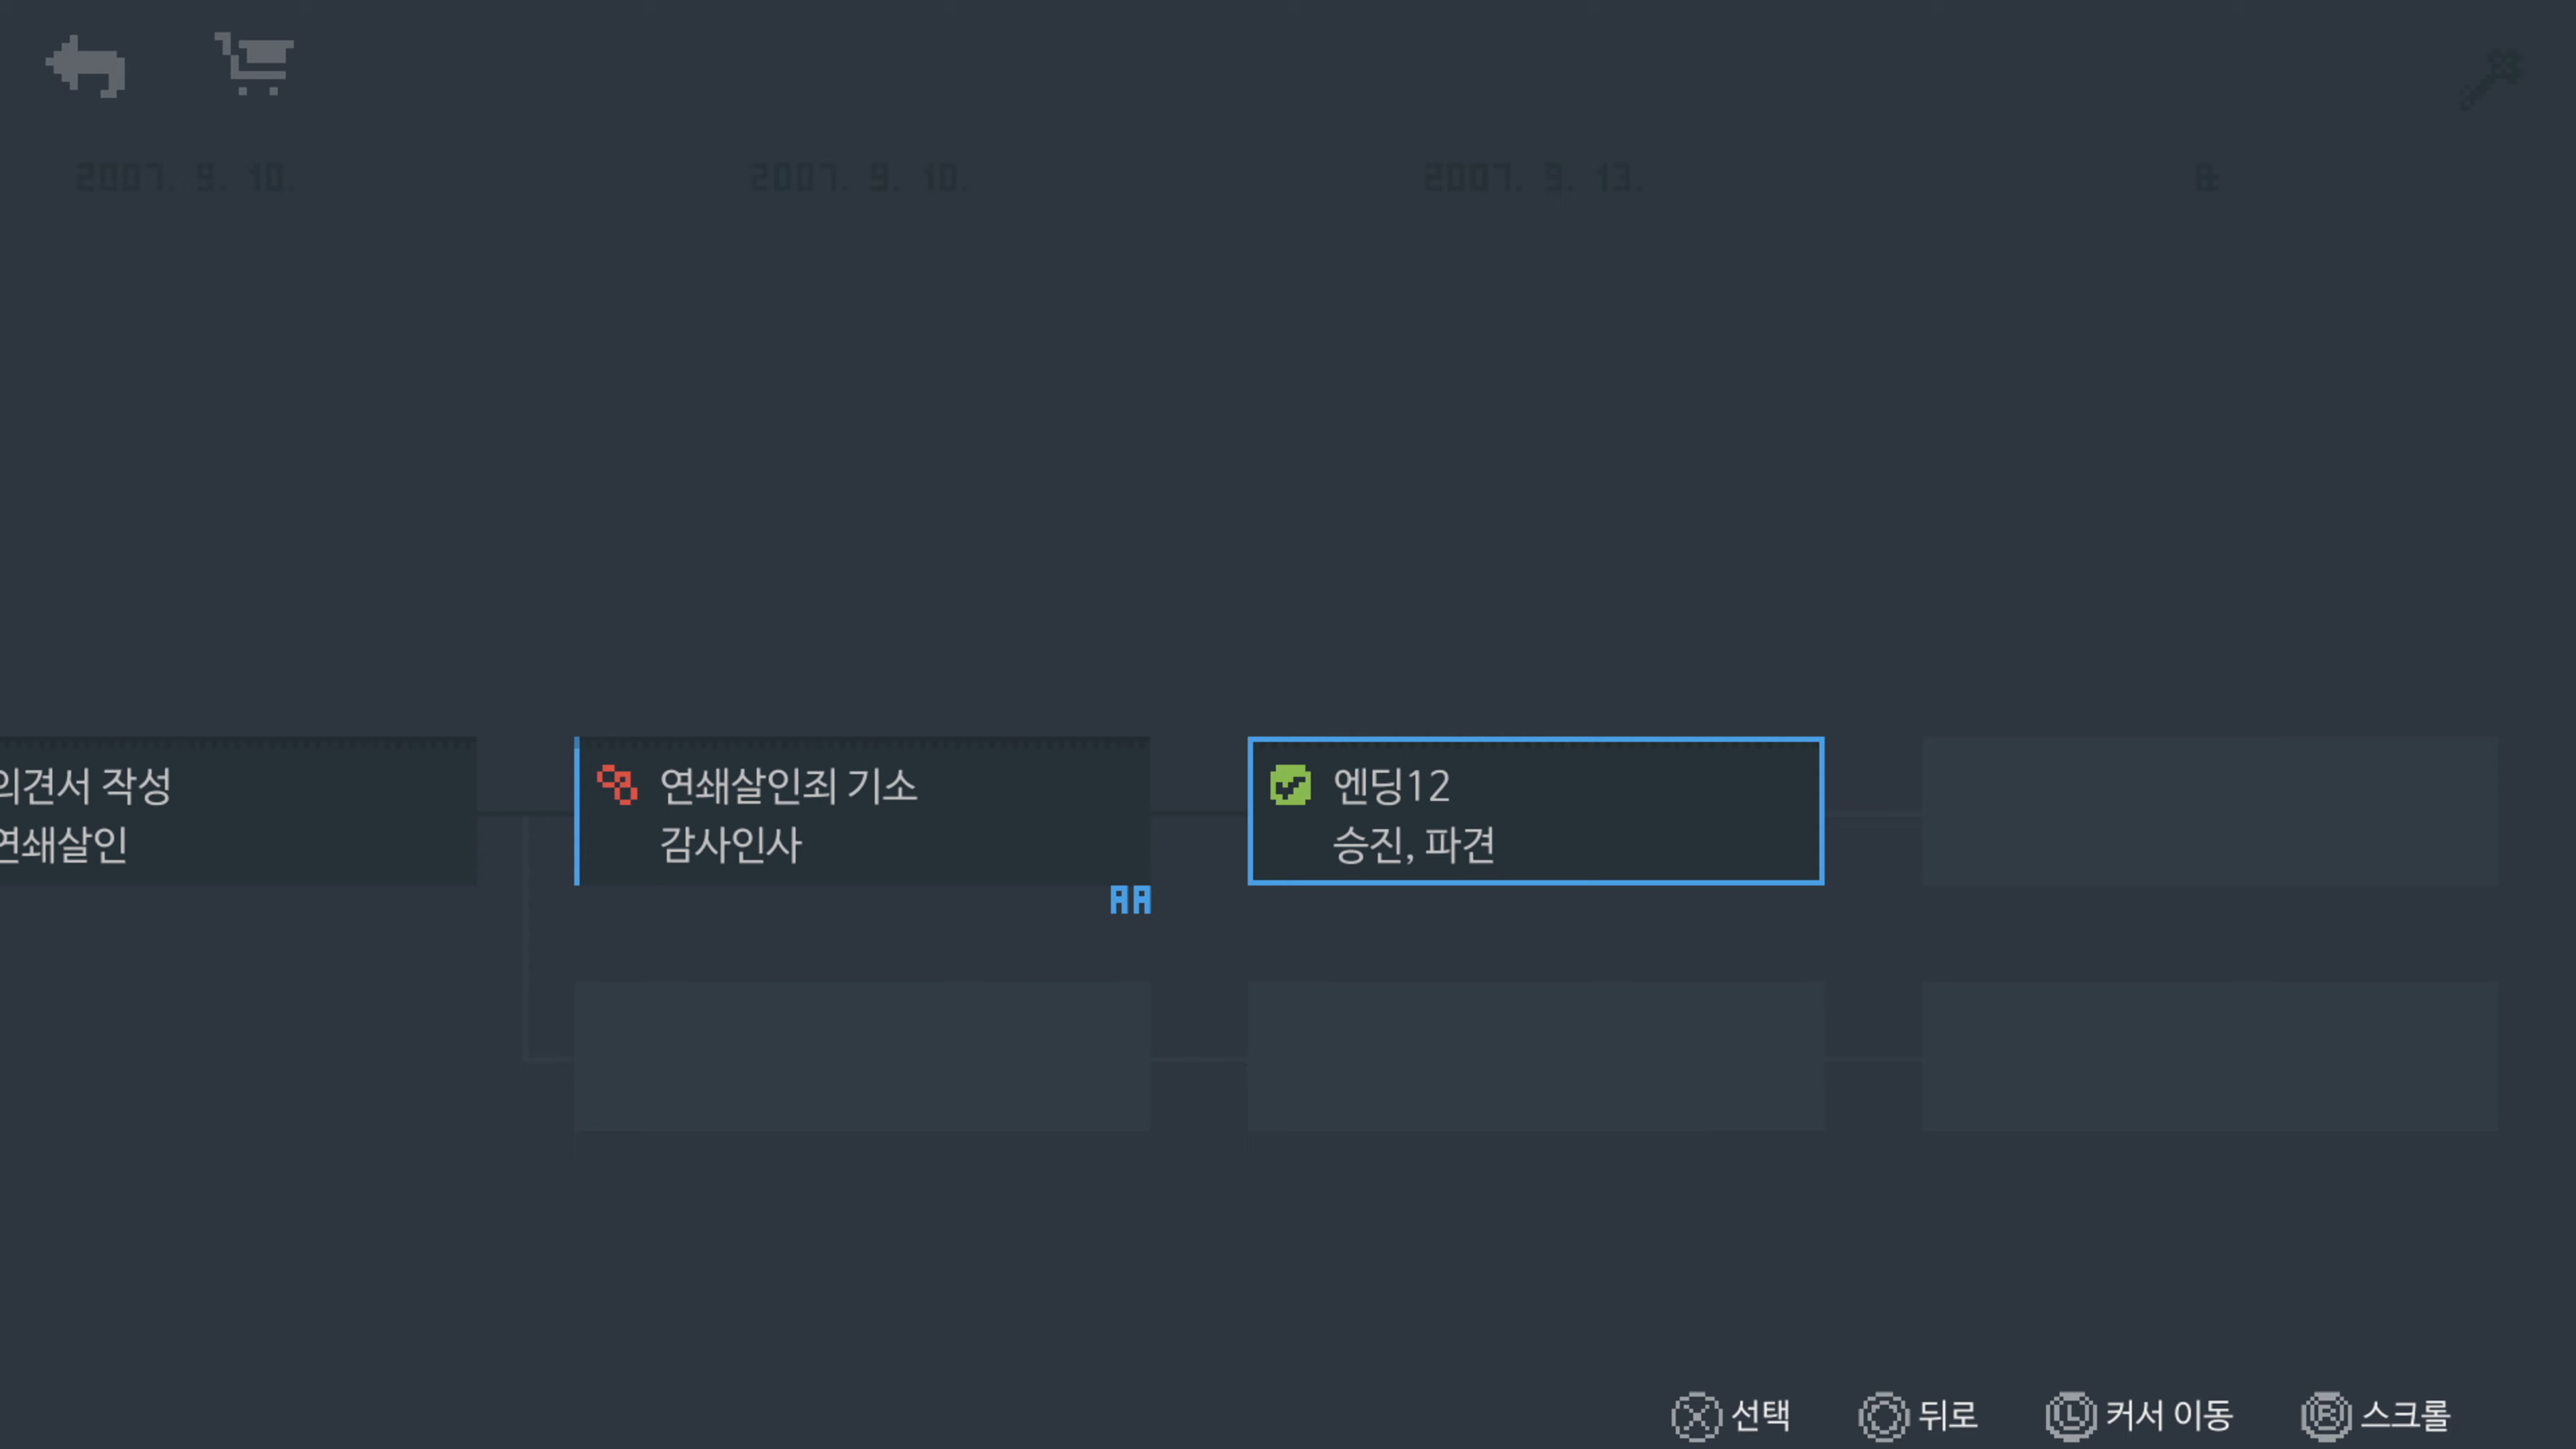 2007. 9. 10.
2007. 9. 10.
2007. 9. 13.
의견서 작성
연쇄살인
연쇄살인죄 기소
감사인사
AA
엔딩12
승진, 파견
선택
뒤로
L 커서 이동
R 스크롤